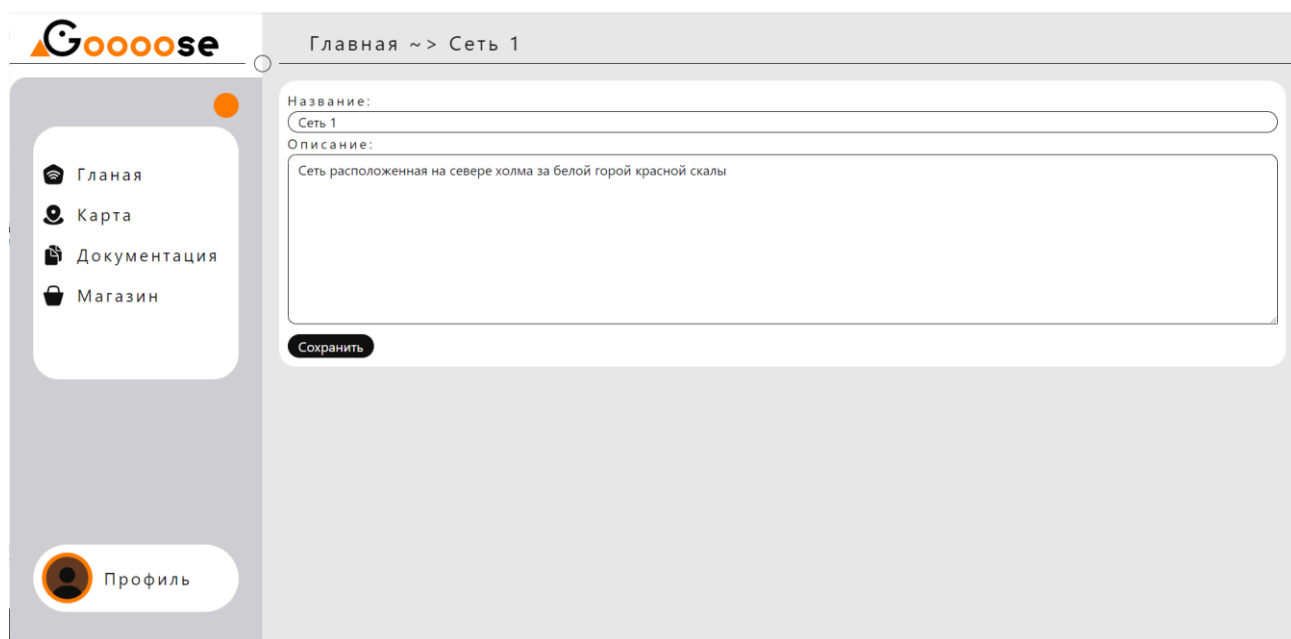 Goooose
Главная ~> Сеть 1
Гланая
Карта
Документация
Магазин
Профиль
Название:
Сеть 1
Описание:
Сеть расположенная на севере холма за белой горой красной скалы
Сохранить